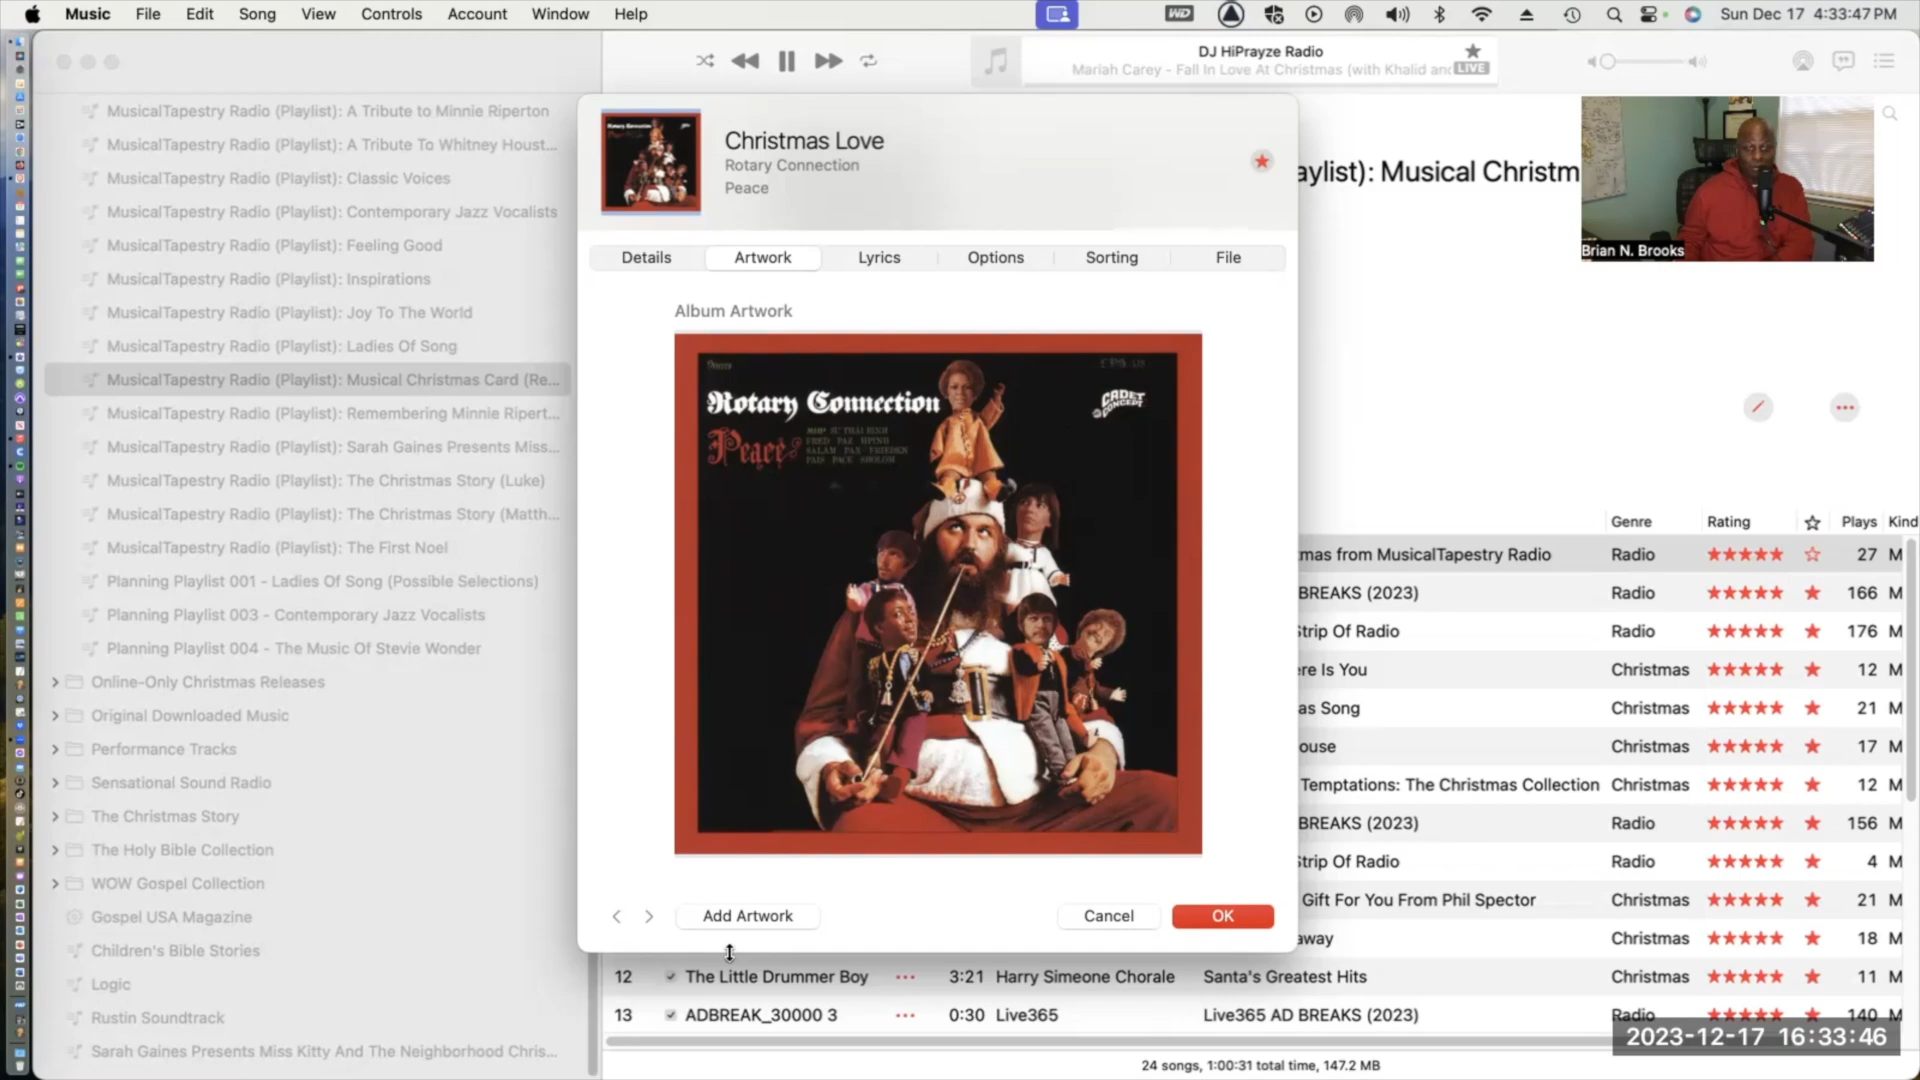 Music File Edit Song View Controls Account Window Help
WD
Sun Dec 17 4:33:47 PM
DJ HiPrayze Radio
Mariah Carey - Fall In Love At Christmas (with Khalid and
LIVE
MusicalTapestry Radio (Playlist): A Tribute to Minnie Riperton
MusicalTapestry Radio (Playlist): A Tribute To Whitney Houst...
MusicalTapestry Radio (Playlist): Classic Voices
MusicalTapestry Radio (Playlist): Contemporary Jazz Vocalists
MusicalTapestry Radio (Playlist): Feeling Good
MusicalTapestry Radio (Playlist): Inspirations
MusicalTapestry Radio (Playlist): Joy To The World
MusicalTapestry Radio (Playlist): Ladies Of Song
MusicalTapestry Radio (Playlist): Musical Christmas Card (Re...
MusicalTapestry Radio (Playlist): Remembering Minnie Ripert...
MusicalTapestry Radio (Playlist): Sarah Gaines Presents Miss...
MusicalTapestry Radio (Playlist): The Christmas Story (Luke)
MusicalTapestry Radio (Playlist): The Christmas Story (Matth...
MusicalTapestry Radio (Playlist): The First Noel
Planning Playlist 001 - Ladies Of Song (Possible Selections)
Planning Playlist 003 - Contemporary Jazz Vocalists
Planning Playlist 004 - The Music Of Stevie Wonder
Online-Only Christmas Releases
Original Downloaded Music
Performance Tracks
Sensational Sound Radio
The Christmas Story
The Holy Bible Collection
WOW Gospel Collection
Gospel USA Magazine
Children's Bible Stories
Logic
Rustin Soundtrack
Sarah Gaines Presents Miss Kitty And The Neighborhood Chris...
Christmas Love
Rotary Connection
Peace
Details Artwork Lyrics Options Sorting File
Album Artwork
Rotary Connection
CADET CONCEPT
Peace
Add Artwork Cancel OK
aylist): Musical Christm
Brian N. Brooks
Genre Rating Plays Kind
mas from MusicalTapestry Radio Radio 27 M
BREAKS (2023) Radio 166 M
Strip Of Radio Radio 176 M
re Is You Christmas 12 M
as Song Christmas 21 M
ouse Christmas 17 M
Temptations: The Christmas Collection Christmas 12 M
BREAKS (2023) Radio 156 M
Strip Of Radio Radio 4 M
Gift For You From Phil Spector Christmas 21 M
away Christmas 18 M
12 The Little Drummer Boy 3:21 Harry Simeone Chorale Santa's Greatest Hits Christmas 11 M
13 ADBREAK_30000 3 0:30 Live365 Live365 AD BREAKS (2023) Radio 140 M
2023-12-17 16:33:46
24 songs, 1:00:31 total time, 147.2 MB